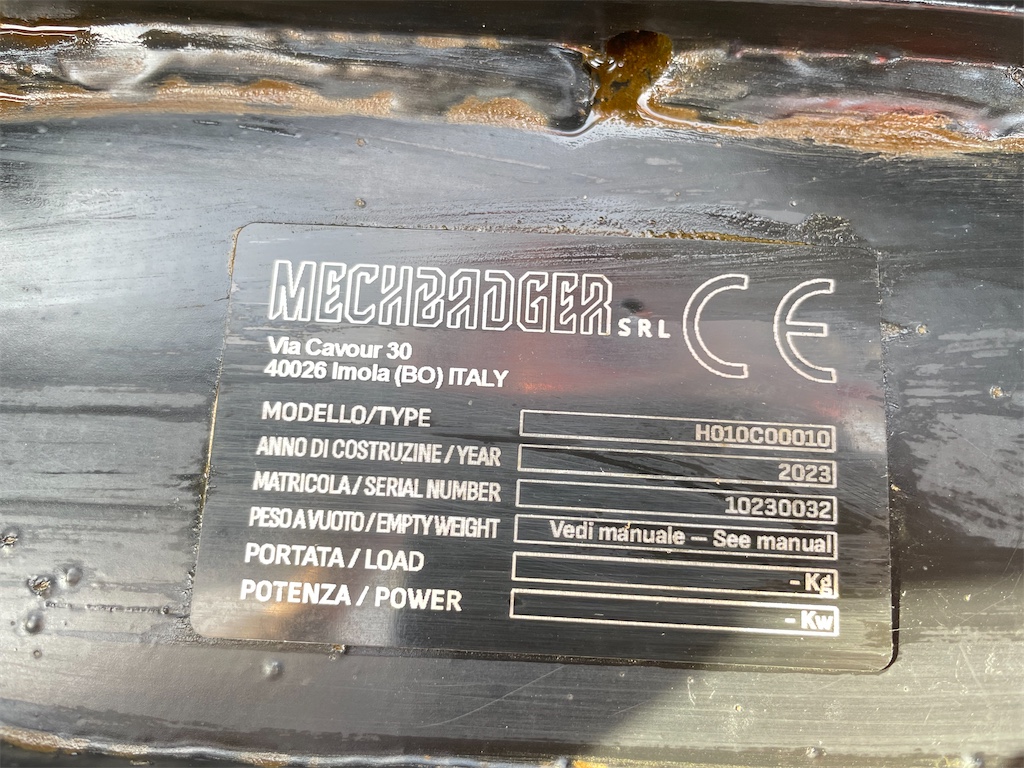 MECHBADGER SRL CE
Via Cavour 30
40026 Imola (BO) ITALY
MODELLO/TYPE H010C00010
ANNO DI COSTRUZINE/YEAR 2023
MATRICOLA/SERIAL NUMBER 10230032
PESO A VUOTO/EMPTY WEIGHT Vedi manuale – See manual
PORTATA/LOAD - Kg
POTENZA/POWER - Kw